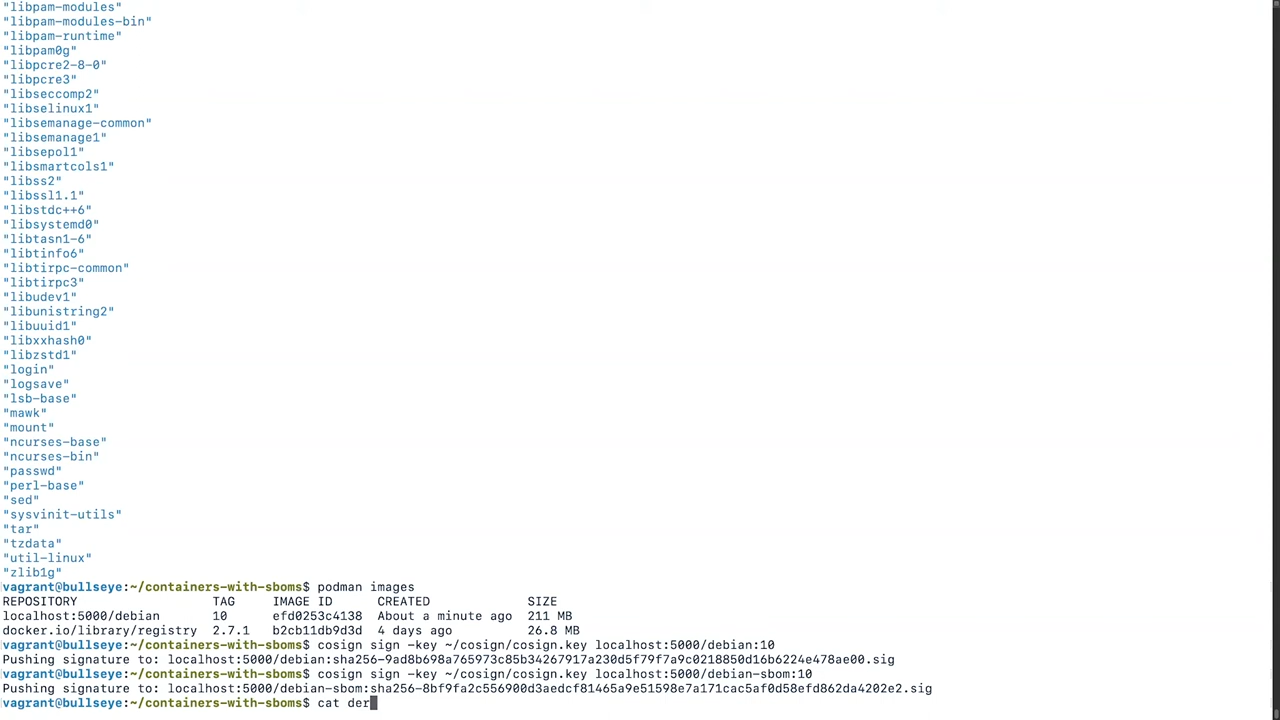 "libpam-modules"
"libpam-modules-bin"
"libpam-runtime"
"libpam0g"
"libpcre2-8-0"
"libpcre3"
"libseccomp2"
"libselinux1"
"libsemanage-common"
"libsemanage1"
"libsepol1"
"libsmartcols1"
"libss2"
"libssl1.1"
"libstdc++6"
"libsystemd0"
"libtasn1-6"
"libtinfo6"
"libtirpc-common"
"libtirpc3"
"libudev1"
"libunistring2"
"libuuid1"
"libxxhash0"
"libzstd1"
"login"
"logsave"
"lsb-base"
"mawk"
"mount"
"ncurses-base"
"ncurses-bin"
"passwd"
"perl-base"
"sed"
"sysvinit-utils"
"tar"
"tzdata"
"util-linux"
"zlib1g"
vagrant@bullseye:~/containers-with-sboms$ podman images
REPOSITORY TAG IMAGE ID CREATED SIZE
localhost:5000/debian 10 efd0253c4138 About a minute ago 211 MB
docker.io/library/registry 2.7.1 b2cb11db9d3d 4 days ago 26.8 MB
vagrant@bullseye:~/containers-with-sboms$ cosign sign -key ~/cosign/cosign.key localhost:5000/debian:10
Pushing signature to: localhost:5000/debian:sha256-9ad8b698a765973c85b34267917a230d5f79f7a9c0218850d16b6224e478ae00.sig
vagrant@bullseye:~/containers-with-sboms$ cosign sign -key ~/cosign/cosign.key localhost:5000/debian-sbom:10
Pushing signature to: localhost:5000/debian-sbom:sha256-8bf9fa2c556900d3aedcf81465a9e51598e7a171cac5af0d58efd862da4202e2.sig
vagrant@bullseye:~/containers-with-sboms$ cat der